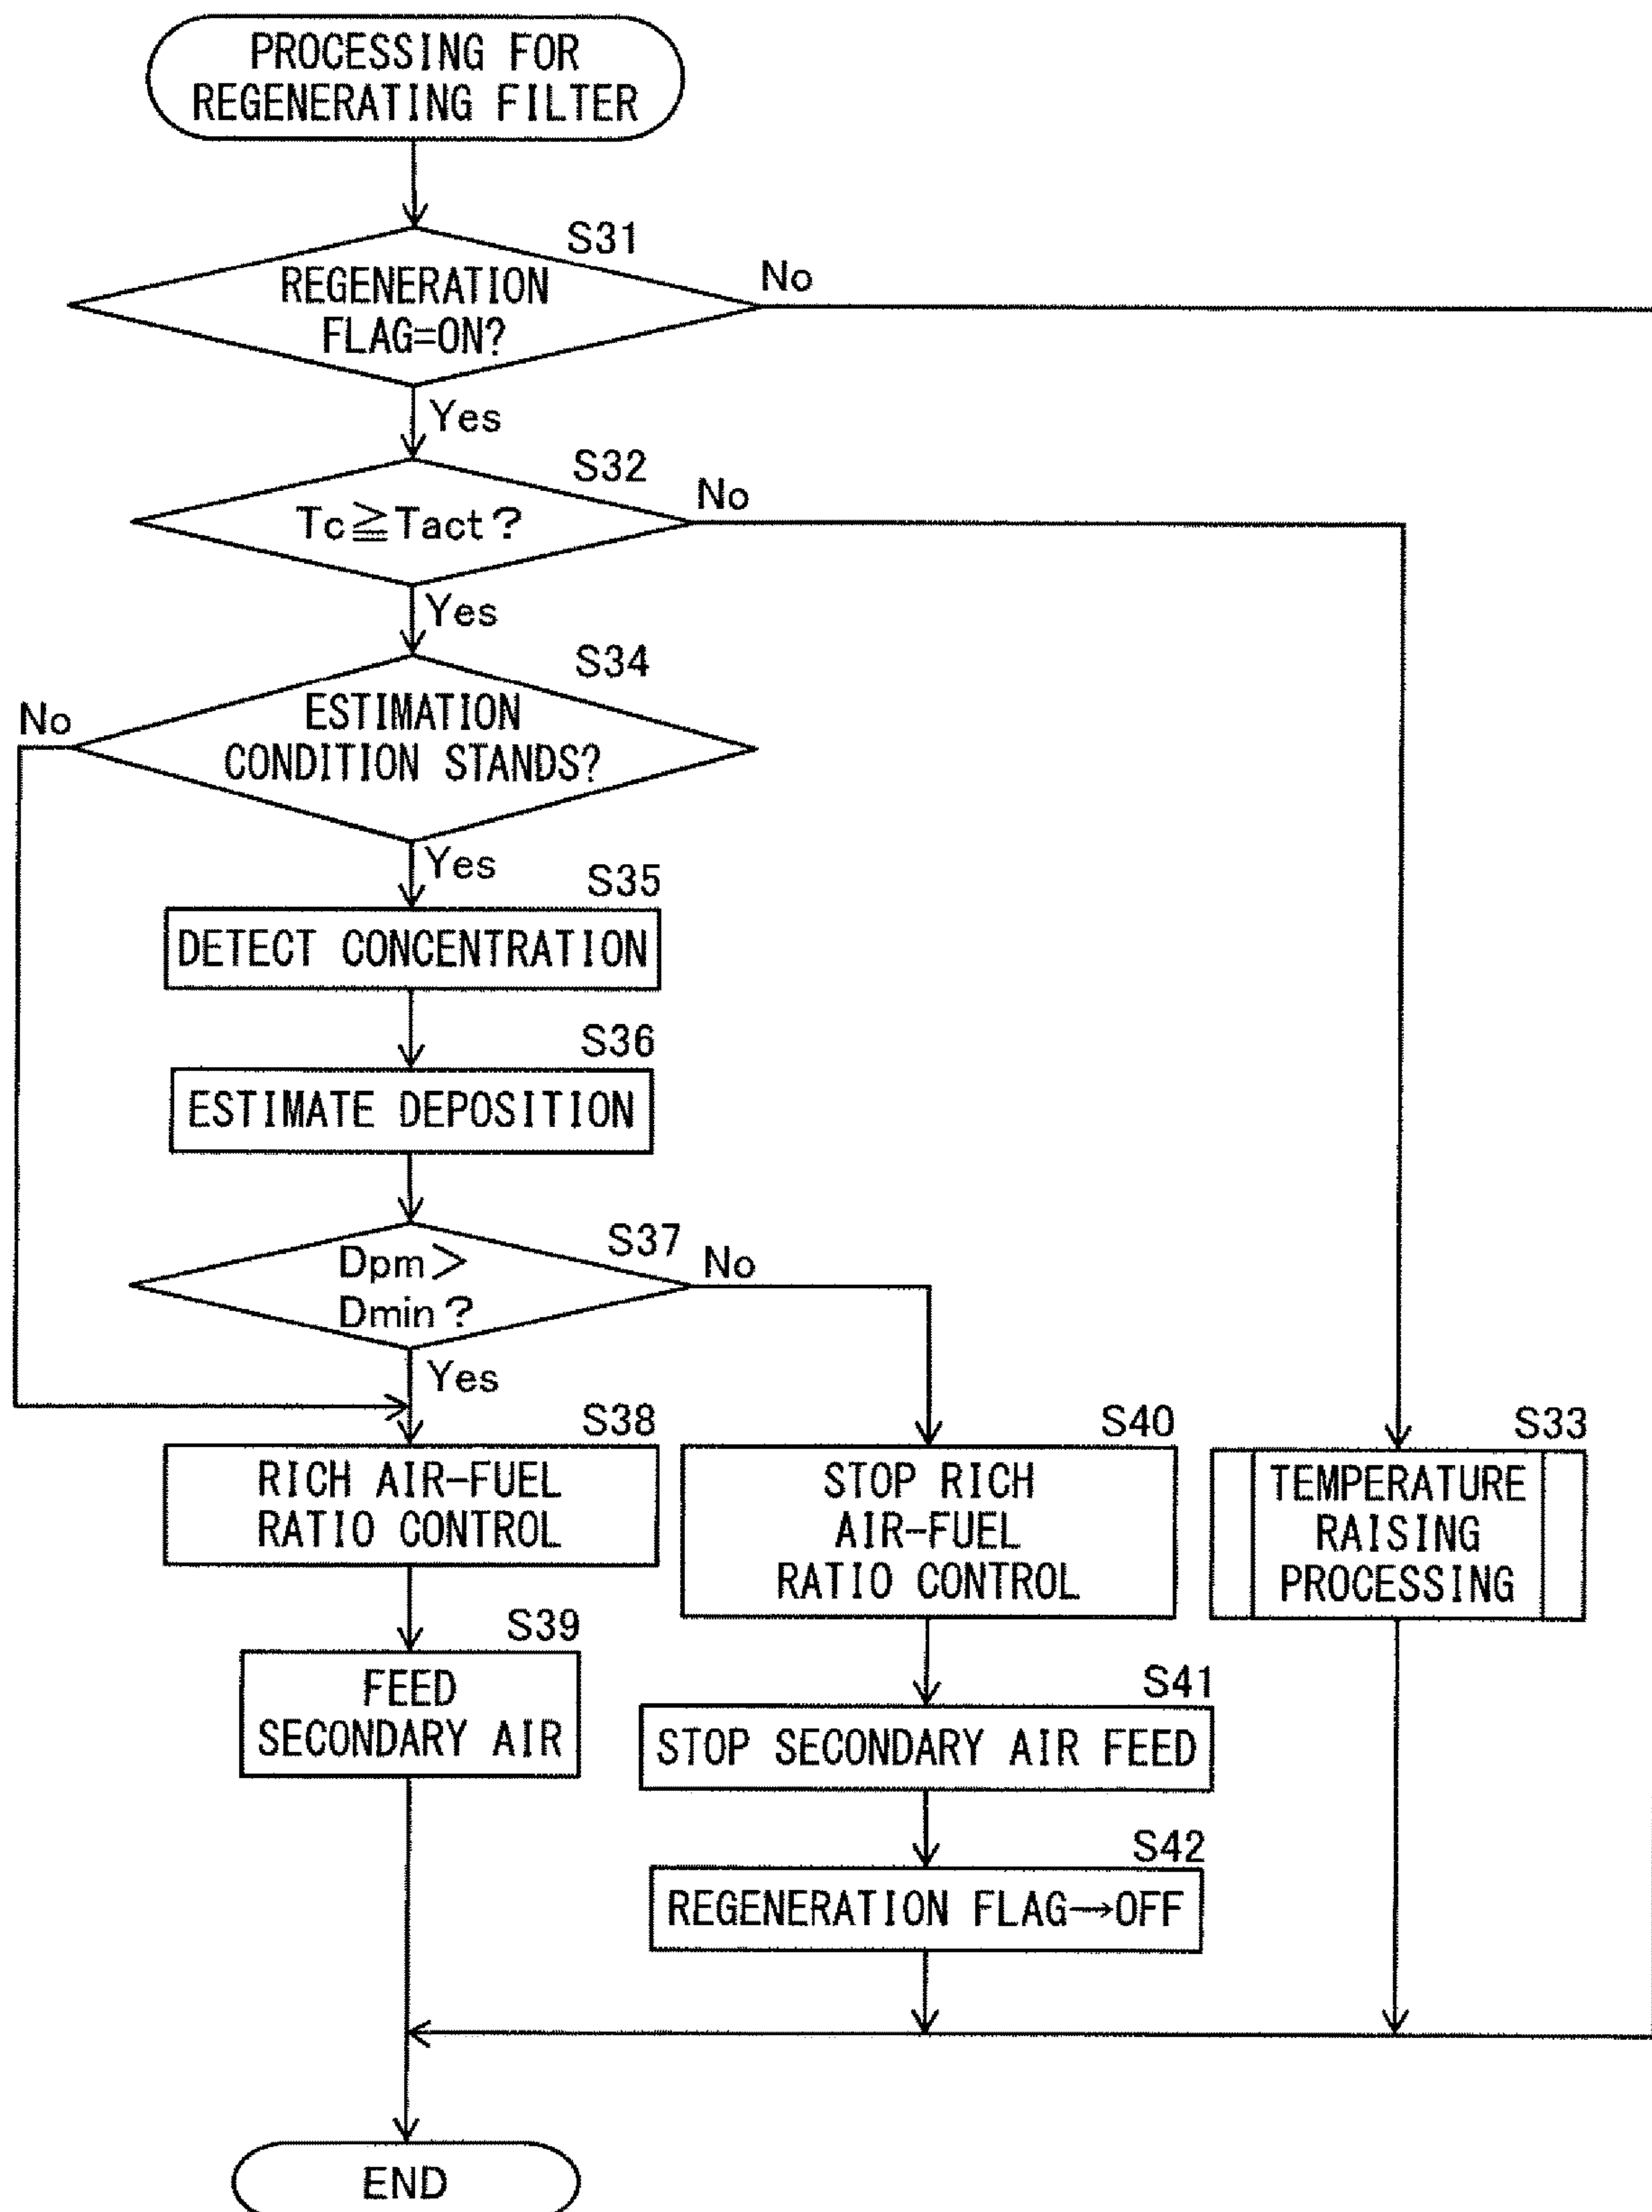 PROCESSING FOR
REGENERATING FILTER
S31
REGENERATION
FLAG=ON?
No
Yes
S32
Tc≧Tact?
No
Yes
S34
ESTIMATION
CONDITION STANDS?
No
Yes
S35
DETECT CONCENTRATION
S36
ESTIMATE DEPOSITION
S37
Dpm>
Dmin?
No
Yes
S38
RICH AIR-FUEL
RATIO CONTROL
S39
FEED
SECONDARY AIR
S40
STOP RICH
AIR-FUEL
RATIO CONTROL
S41
STOP SECONDARY AIR FEED
S42
REGENERATION FLAG→OFF
S33
TEMPERATURE
RAISING
PROCESSING
END